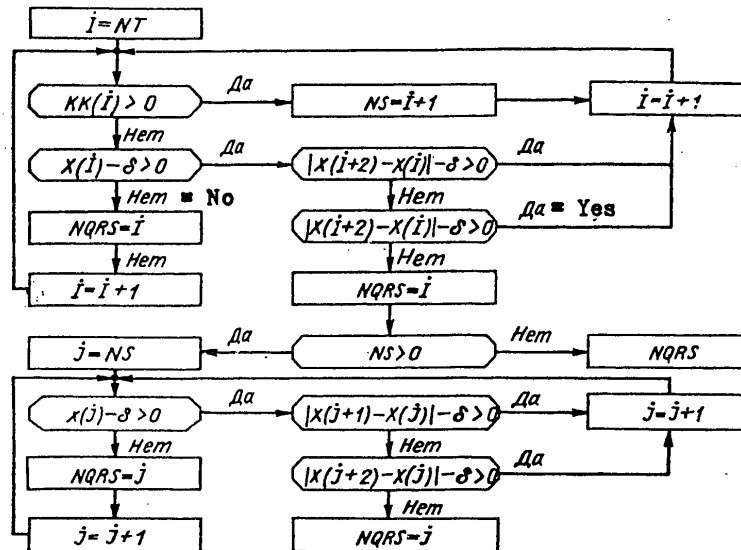 i=NT
KK(i)>0
Да
NS=i+1
i=i+1
Нет
X(i)-δ>0
Да
|X(i+2)-X(i)|-δ>0
Да
Нет = No
Нет
NQRS=i
|X(i+2)-X(i)|-δ>0
Да = Yes
Нет
Нет
i=i+1
NQRS=i
j=NS
Да
NS>0
Нет
NQRS
x(j)-δ>0
Да
|X(j+1)-X(j)|-δ>0
Да
j=j+1
Нет
Нет
NQRS=j
|X(j+2)-X(j)|-δ>0
Да
Нет
j=j+1
NQRS=j